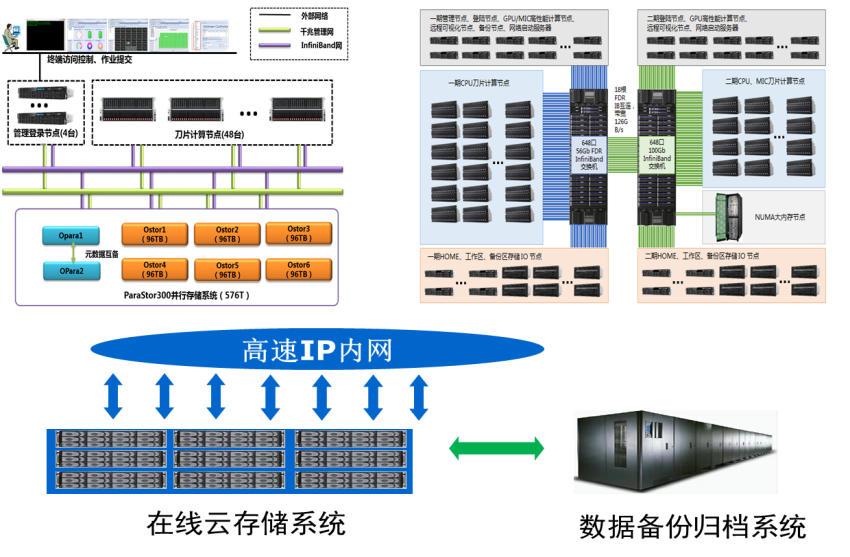 外部网络
千兆管理网
InfiniBand网
终端访问控制、作业提交
管理登录节点(4台)
刀片计算节点(48台)
Opara1
元数据互备
OPara2
Ostor1
(96TB)
Ostor2
(96TB)
Ostor3
(96TB)
Ostor4
(96TB)
Ostor5
(96TB)
Ostor6
(96TB)
ParaStor300并行存储系统(576T)
一期管理节点、登陆节点、GPU/MIC高性能计算节点、
远程可视化节点、备份节点、网络启动服务器
二期登陆节点、GPU高性能计算节点、
远程可视化节点、网络启动服务器
一期CPU刀片计算节点
18根
FDR
IB互连，
带宽
126G
B/s
二期CPU、MIC刀片计算节点
648口
56Gb FDR
InfiniBand
交换机
648口
100Gb
InfiniBand
交换机
NUMA大内存节点
一期HOME、工作区、备份区存储IO 节点
二期HOME、工作区、备份区存储IO 节点
高速IP内网
在线云存储系统
数据备份归档系统